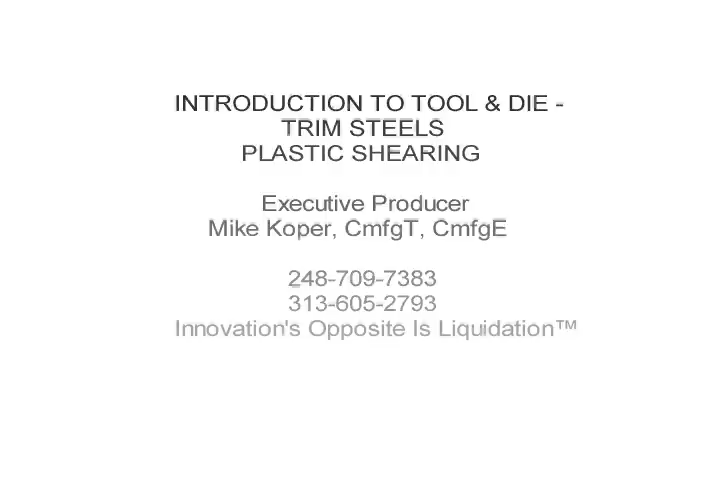 INTRODUCTION TO TOOL & DIE -
TRIM STEELS
PLASTIC SHEARING
Executive Producer
Mike Koper, CmfgT, CmfgE
248-709-7383
313-605-2793
Innovation's Opposite Is Liquidation™